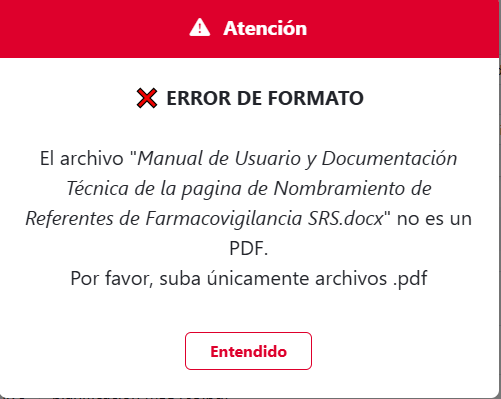 Atención
ERROR DE FORMATO
El archivo "Manual de Usuario y Documentación
Técnica de la pagina de Nombramiento de
Referentes de Farmacovigilancia SRS.docx" no es un
PDF.
Por favor, suba únicamente archivos .pdf
Entendido